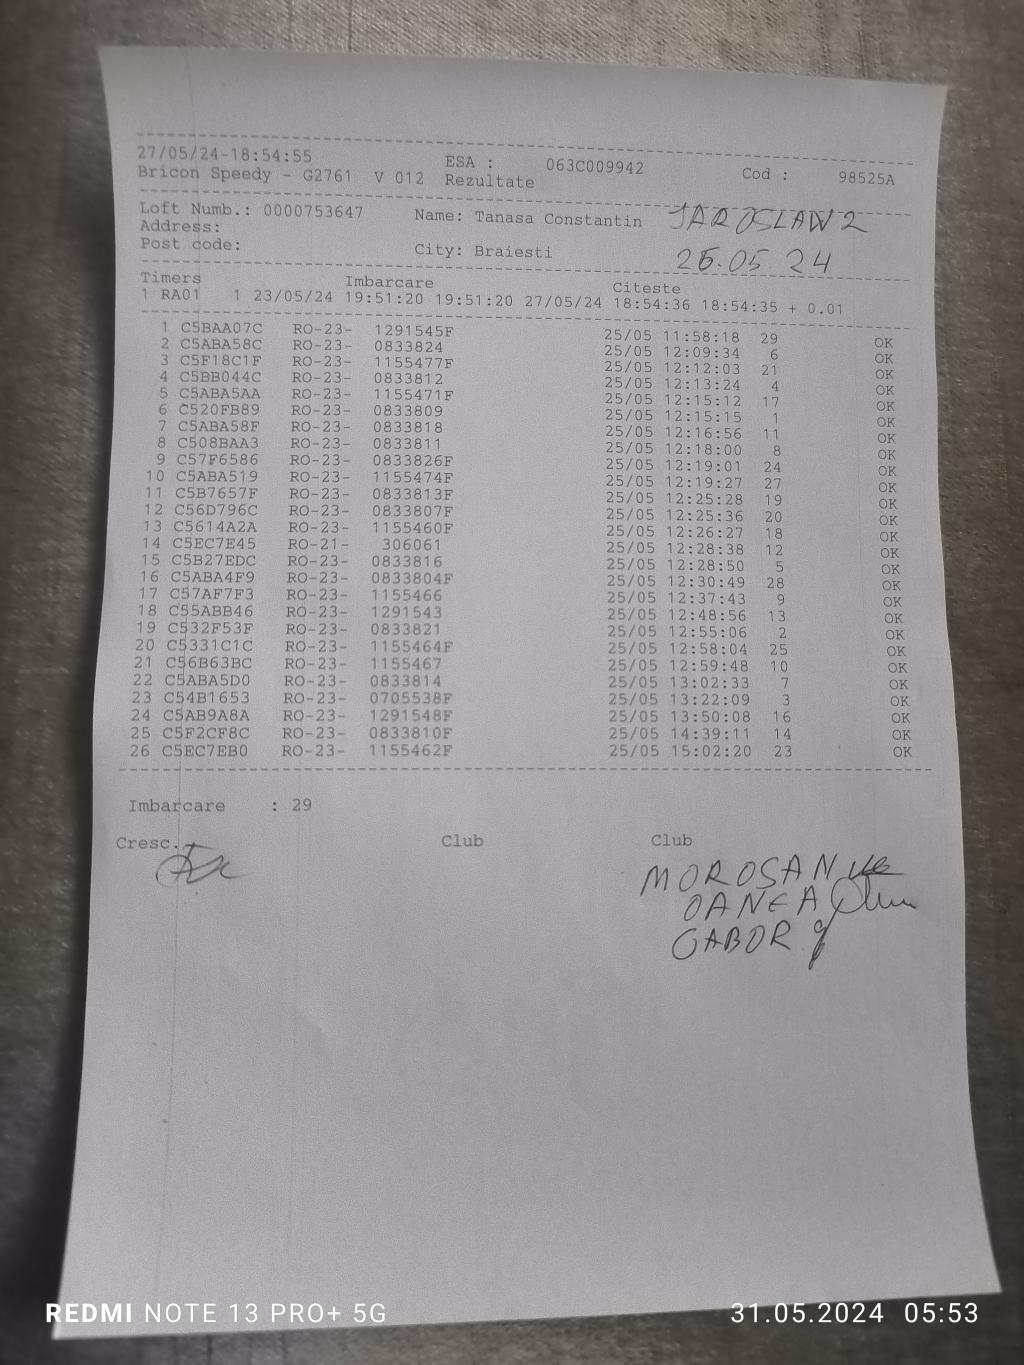 27/05/24-18:54:55 ESA : 063C009942 Cod : 98525A
Bricon Speedy - G2761 V 012 Rezultate
Loft Numb.: 0000753647 Name: Tanasa Constantin JAROSLAW 2
Address:
Post code: City: Braiesti 26.05 24
Timers Imbarcare Citeste
1 RA01 1 23/05/24 19:51:20 19:51:20 27/05/24 18:54:36 18:54:35 + 0.01
1 C5BAA07C RO-23- 1291545F 25/05 11:58:18 29 OK
2 C5ABA58C RO-23- 0833824 25/05 12:09:34 6 OK
3 C5F18C1F RO-23- 1155477F 25/05 12:12:03 21 OK
4 C5BB044C RO-23- 0833812 25/05 12:13:24 4 OK
5 C5ABA5AA RO-23- 1155471F 25/05 12:15:12 17 OK
6 C520FB89 RO-23- 0833809 25/05 12:15:15 1 OK
7 C5ABA58F RO-23- 0833818 25/05 12:16:56 11 OK
8 C508BAA3 RO-23- 0833811 25/05 12:18:00 8 OK
9 C57F6586 RO-23- 0833826F 25/05 12:19:01 24 OK
10 C5ABA519 RO-23- 1155474F 25/05 12:19:27 27 OK
11 C5B7657F RO-23- 0833813F 25/05 12:25:28 19 OK
12 C56D796C RO-23- 0833807F 25/05 12:25:36 20 OK
13 C5614A2A RO-23- 1155460F 25/05 12:26:27 18 OK
14 C5EC7E45 RO-21- 306061 25/05 12:28:38 12 OK
15 C5B27EDC RO-23- 0833816 25/05 12:28:50 5 OK
16 C5ABA4F9 RO-23- 0833804F 25/05 12:30:49 28 OK
17 C57AF7F3 RO-23- 1155466 25/05 12:37:43 9 OK
18 C55ABB46 RO-23- 1291543 25/05 12:48:56 13 OK
19 C532F53F RO-23- 0833821 25/05 12:55:06 2 OK
20 C5331C1C RO-23- 1155464F 25/05 12:58:04 25 OK
21 C56B63BC RO-23- 1155467 25/05 12:59:48 10 OK
22 C5ABA5D0 RO-23- 0833814 25/05 13:02:33 7 OK
23 C54B1653 RO-23- 0705538F 25/05 13:22:09 3 OK
24 C5AB9A8A RO-23- 1291548F 25/05 13:50:08 16 OK
25 C5F2CF8C RO-23- 0833810F 25/05 14:39:11 14 OK
26 C5EC7EB0 RO-23- 1155462F 25/05 15:02:20 23 OK
Imbarcare : 29
Cresc. Club Club
MOROSAN
OANEA
GABOR
REDMI NOTE 13 PRO+ 5G 31.05.2024 05:53